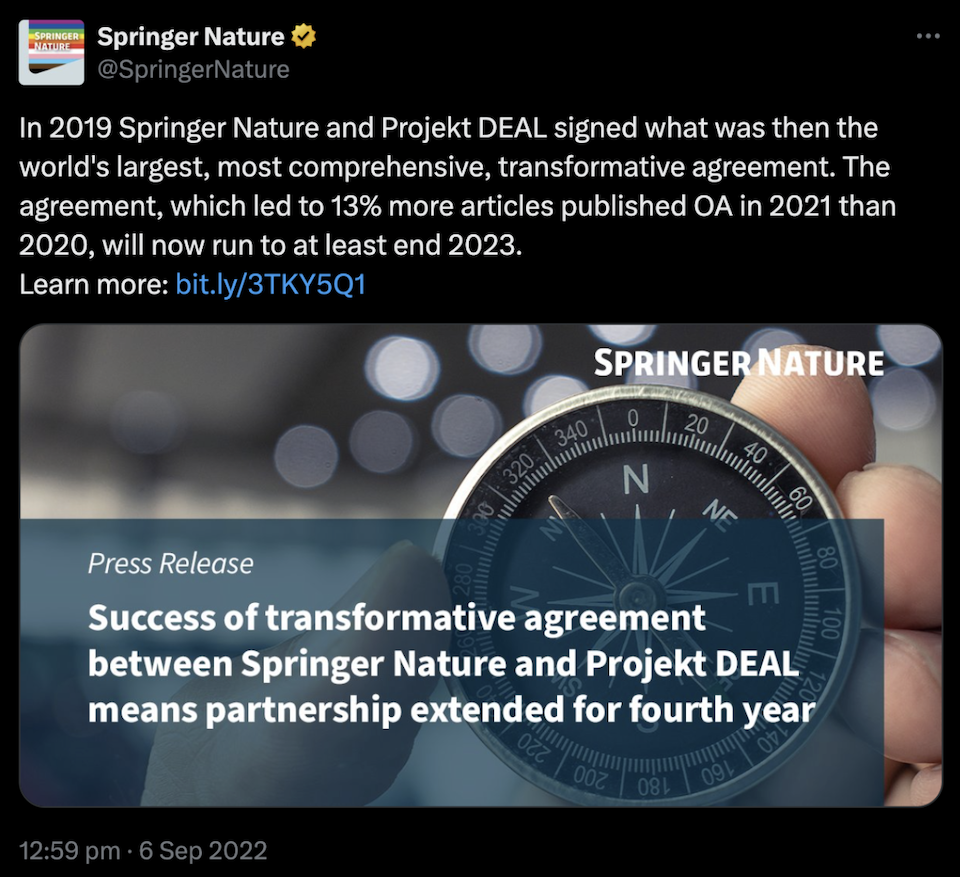 SPRINGER
NATURE
Springer Nature
@SpringerNature
In 2019 Springer Nature and Projekt DEAL signed what was then the
world's largest, most comprehensive, transformative agreement. The
agreement, which led to 13% more articles published OA in 2021 than
2020, will now run to at least end 2023.
Learn more: bit.ly/3TKY5Q1
SPRINGER NATURE
340 0 20
320 40
300 60
N
NE
280 80
W E
100
120
140
220
200 180 160
Press Release
Success of transformative agreement
between Springer Nature and Projekt DEAL
means partnership extended for fourth year
12:59 pm · 6 Sep 2022